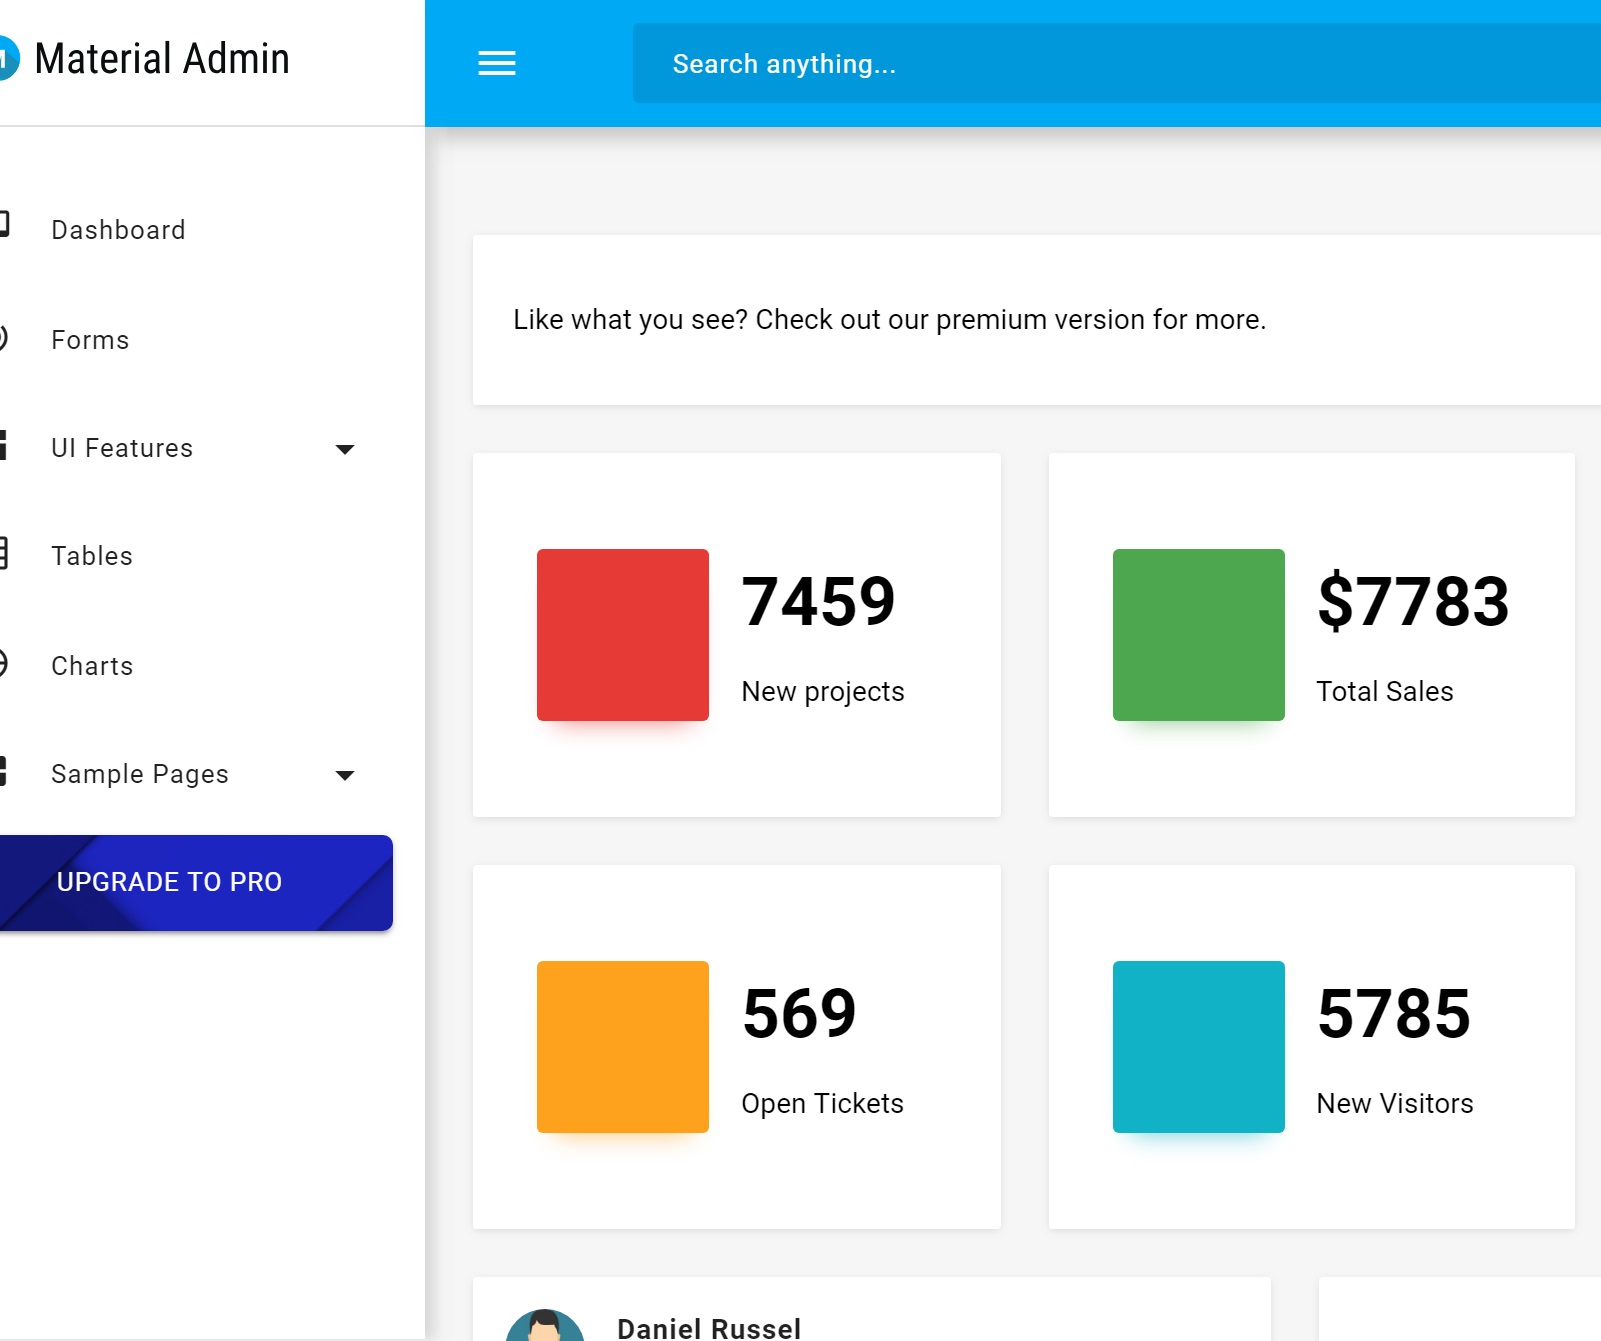 Material Admin
Search anything...
Dashboard
Forms
UI Features
Tables
Charts
Sample Pages
UPGRADE TO PRO
Like what you see? Check out our premium version for more.
7459
New projects
$7783
Total Sales
569
Open Tickets
5785
New Visitors
Daniel Russel